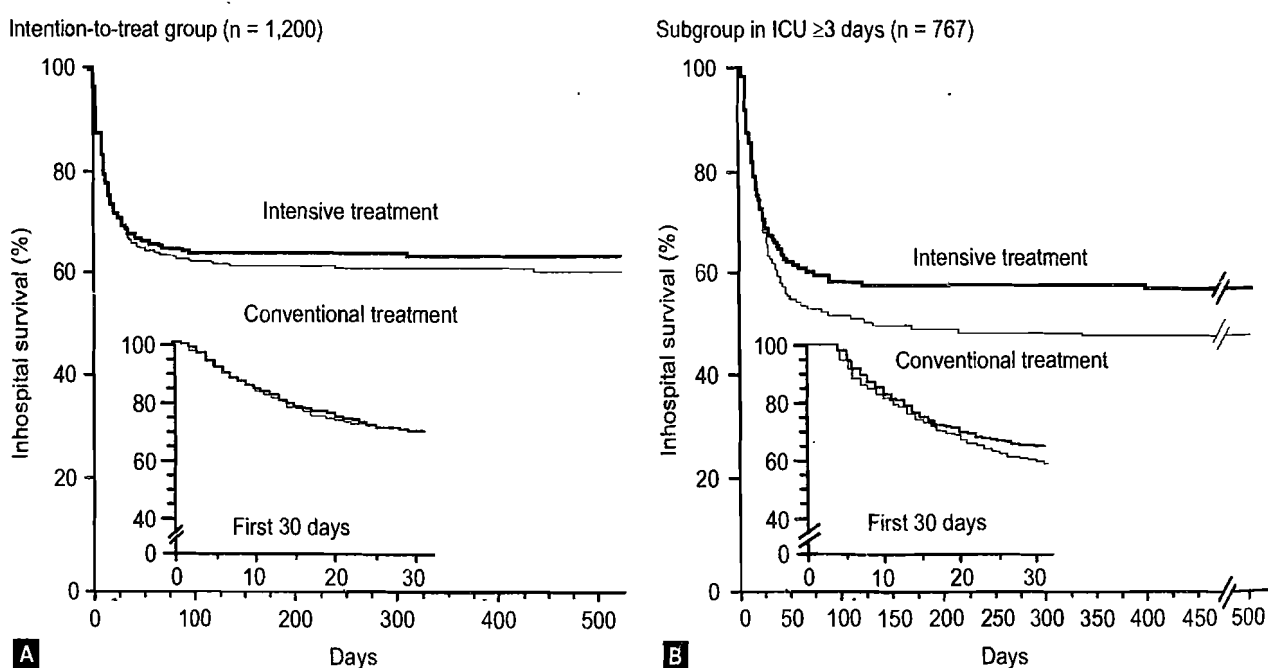 Intention-to-treat group (n = 1,200)
100
80
60
40
20
0
Inhospital survival (%)
Intensive treatment
Conventional treatment
100
80
60
40
0
First 30 days
0 10 20 30
0 100 200 300 400 500
A
Days
Subgroup in ICU ≥3 days (n = 767)
100
80
60
40
20
0
Inhospital survival (%)
Intensive treatment
Conventional treatment
100
80
60
40
0
First 30 days
0 10 20 30
0 50 100 150 200 250 300 350 400 450 500
B
Days